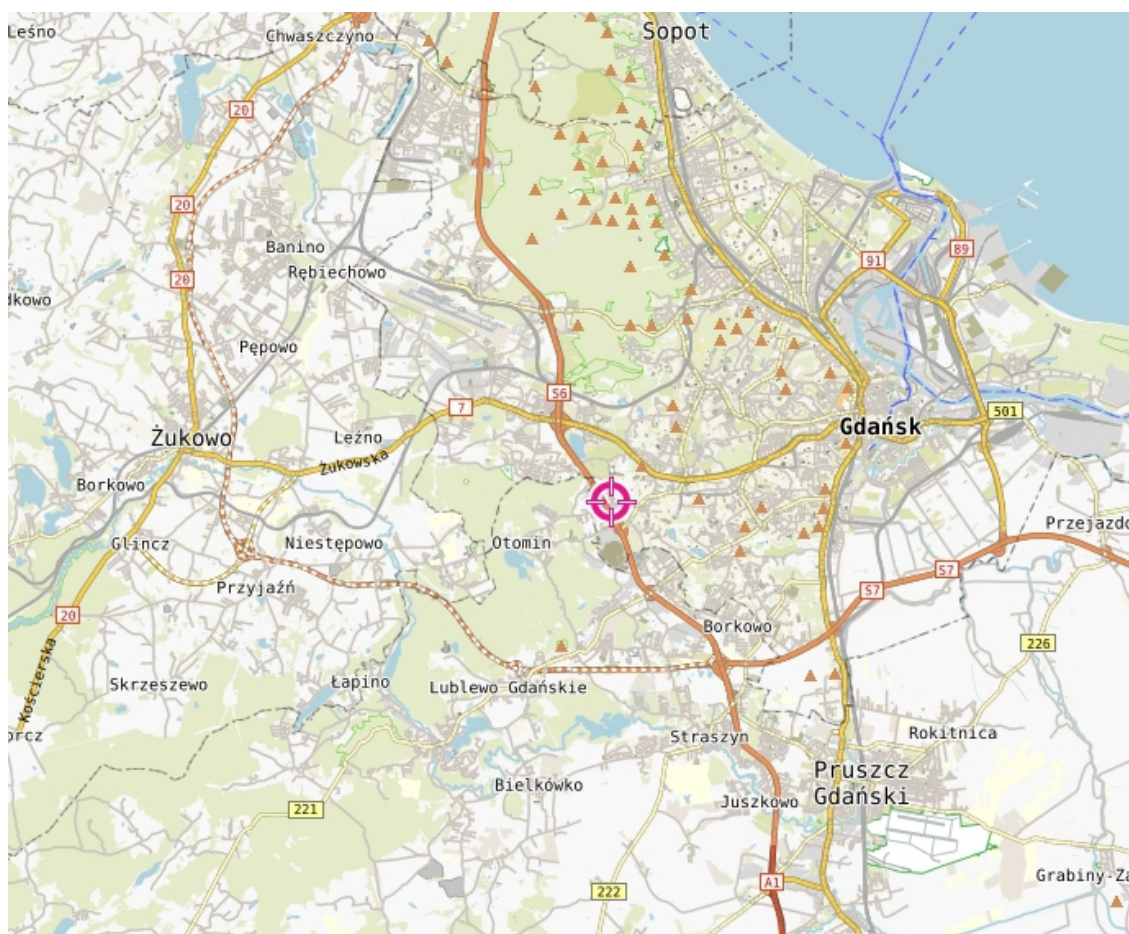 Leśno
Chwaszczyno
Sopot
20
20
89
Banino
91
Rębiechowo
20
dkowo
Pępowo
S6
7
501
Gdańsk
Leźno
Żukowo
Żukowska
Borkowo
Przejazdo
Glincz
Niestępowo
Otomin
S7
Przyjaźń
S7
20
Borkowo
226
Kościerska
Skrzeszewo
Łapino
Lublewo Gdańskie
orcz
Straszyn
Rokitnica
Pruszcz
Gdański
Bielkówko
Juszkowo
221
A1
222
Grabiny-Za